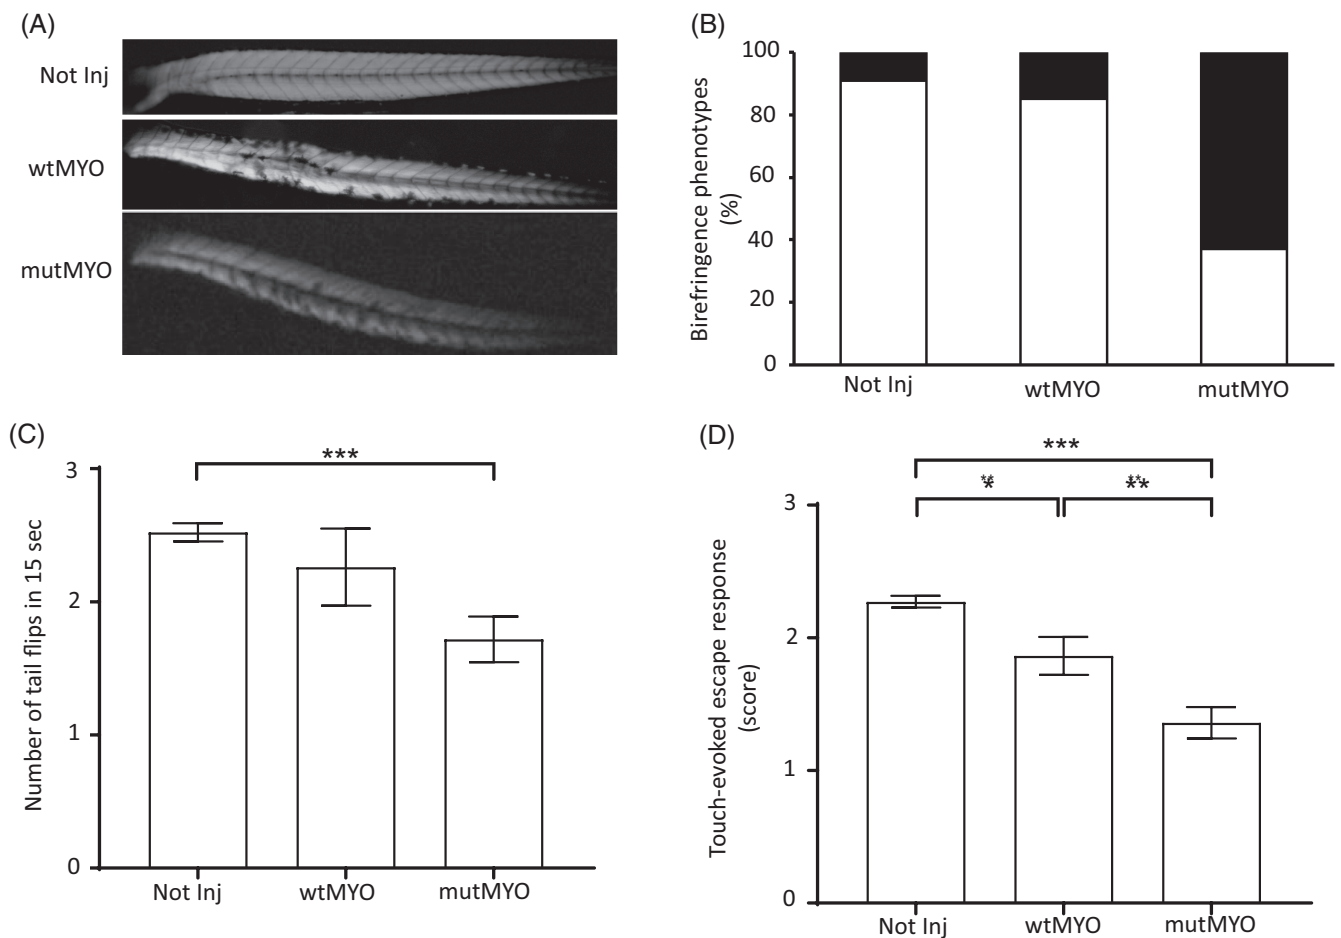 (A)
Not Inj
wtMYO
mutMYO
(B)
Birefringence phenotypes
(%)
100
80
60
40
20
0
Not Inj
wtMYO
mutMYO
(C)
Number of tail flips in 15 sec
3
2
1
0
***
Not Inj
wtMYO
mutMYO
(D)
Touch-evoked escape response
(score)
3
2
1
0
***
Not Inj
wtMYO
mutMYO